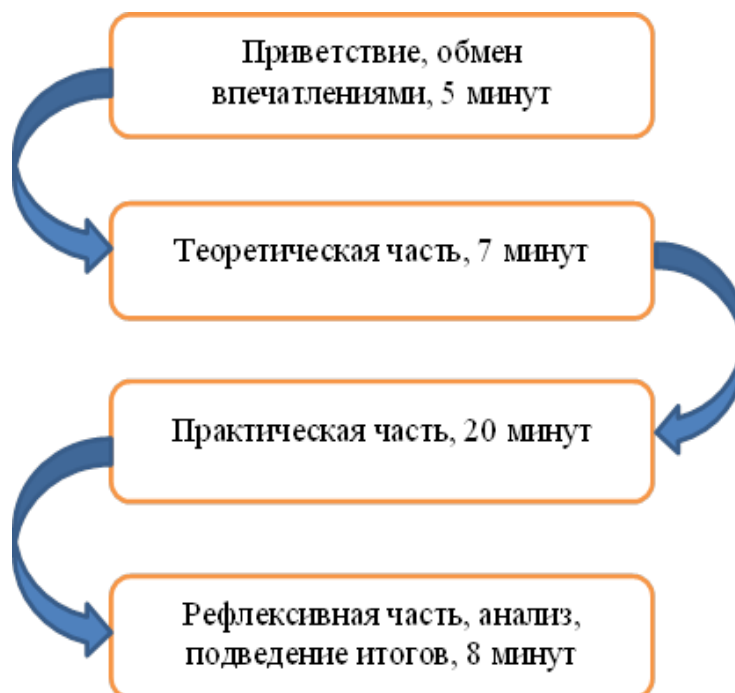 Приветствие, обмен
впечатлениями, 5 минут
Теоретическая часть, 7 минут
Практическая часть, 20 минут
Рефлексивная часть, анализ,
подведение итогов, 8 минут